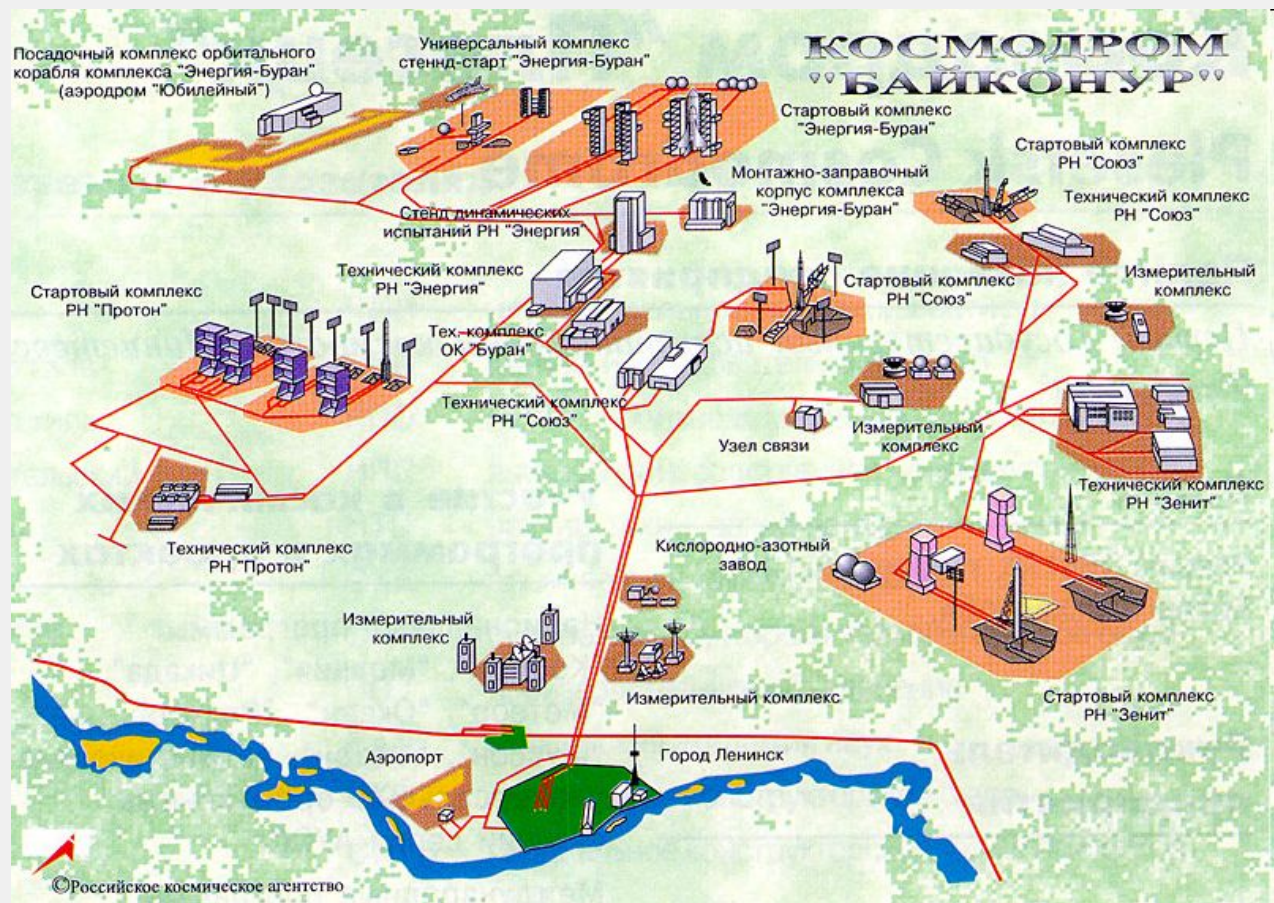 КОСМОДРОМ
"БАЙКОНУР"
Посадочный комплекс орбитального
корабля комплекса "Энергия-Буран"
(аэродром "Юбилейный")
Универсальный комплекс
стеннд-старт "Энергия-Буран"
Стартовый комплекс
"Энергия-Буран"
Стартовый комплекс
РН "Союз"
Монтажно-заправочный
корпус комплекса
"Энергия-Буран"
Технический комплекс
РН "Союз"
Стенд динамических
испытаний РН "Энергия"
Технический комплекс
РН "Энергия"
Стартовый комплекс
РН "Союз"
Измерительный
комплекс
Стартовый комплекс
РН "Протон"
Тех. комплекс
ОК "Буран"
Технический комплекс
РН "Союз"
Узел связи
Измерительный
комплекс
Технический комплекс
РН "Зенит"
Технический комплекс
РН "Протон"
Кислородно-азотный
завод
Измерительный
комплекс
Измерительный комплекс
Стартовый комплекс
РН "Зенит"
Аэропорт
Город Ленинск
©Российское космическое агентство